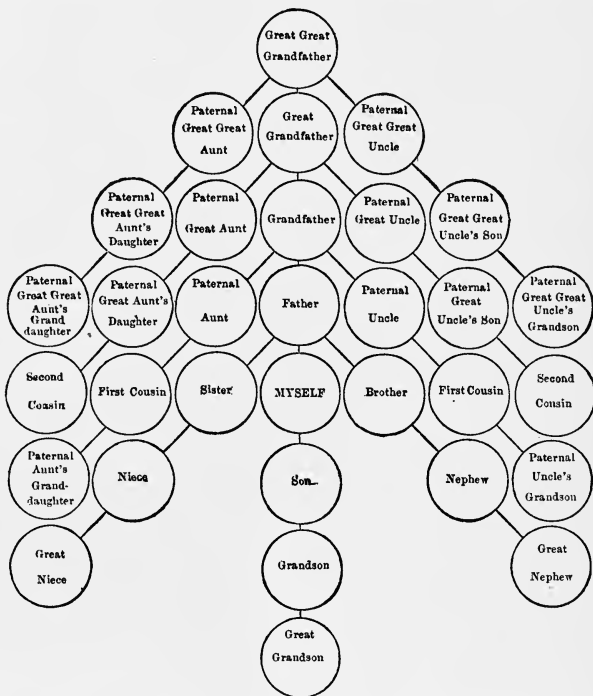 Great Great
Grandfather
Paternal
Great Great
Aunt
Great
Grandfather
Paternal
Great Great
Uncle
Paternal
Great Great
Aunt's
Daughter
Paternal
Great Aunt
Grandfather
Paternal
Great Uncle
Paternal
Great Great
Uncle's Son
Paternal
Great Great
Aunt's
Grand
daughter
Paternal
Great Aunt's
Daughter
Paternal
Aunt
Father
Paternal
Uncle
Paternal
Great
Uncle's Son
Paternal
Great Great
Uncle's
Grandson
Second
Cousin
First Cousin
Sister
MYSELF
Brother
First Cousin
Second
Cousin
Paternal
Aunt's
Grand-
daughter
Niece
Son
Nephew
Paternal
Uncle's
Grandson
Great
Niece
Grandson
Great
Nephew
Great
Grandson